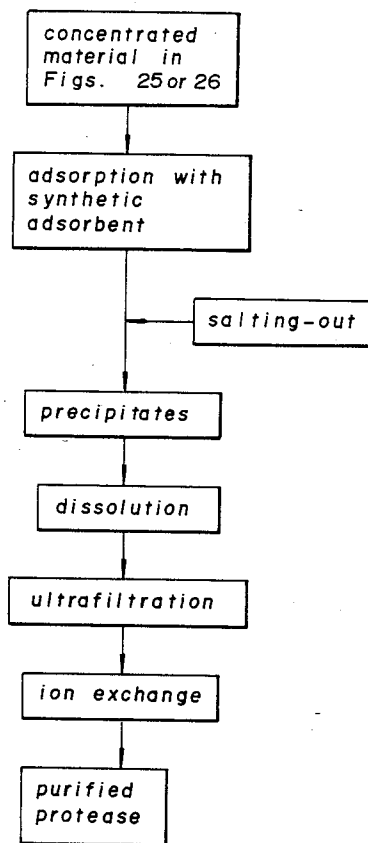 concentrated
material in
Figs. 25 or 26
adsorption with
synthetic
adsorbent
salting-out
precipitates
dissolution
ultrafiltration
ion exchange
purified
protease